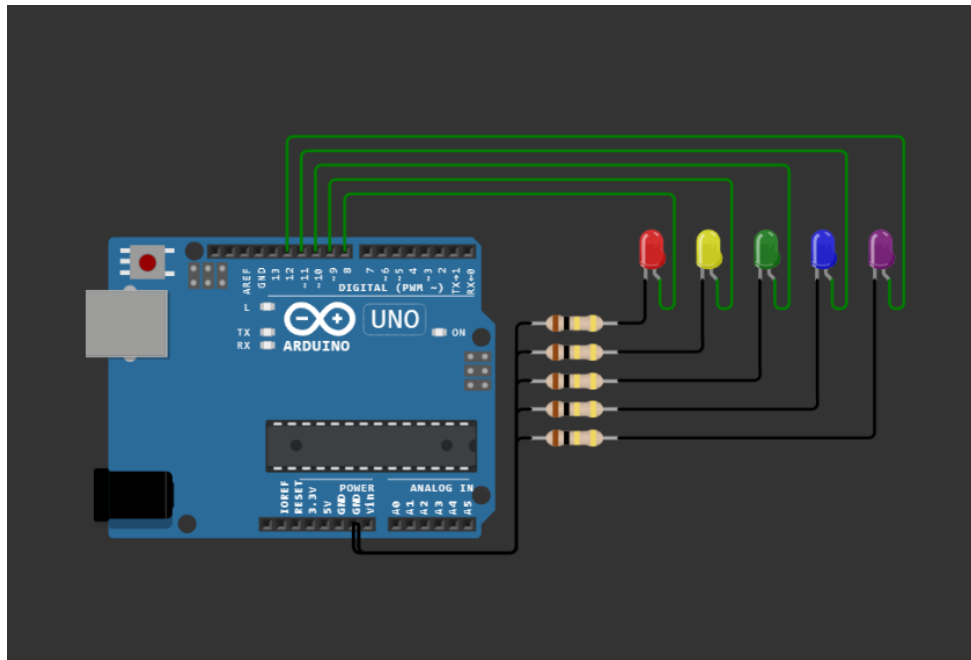 AREF
GND
13
12
~11
~10
~9
8
7
~6
~5
4
~3
2
TX→1
RX←0
DIGITAL (PWM ~)
L
TX
RX
UNO
ON
ARDUINO
IOREF
RESET
3.3V
5V
GND
GND
Vin
POWER
ANALOG IN
A0
A1
A2
A3
A4
A5